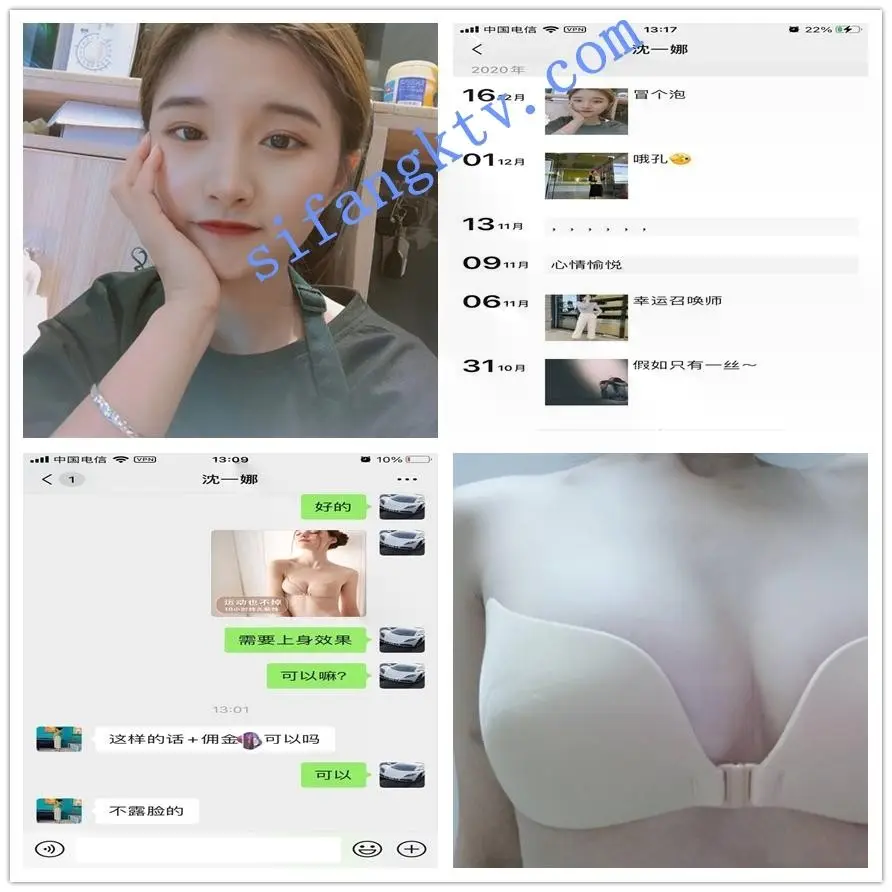 中国电信 VPN 13:17 22%
沈一娜
2020年
16 12月 冒个泡
01 12月 哦孔
13 11月 , , , , , ,
09 11月 心情愉悦
06 11月 幸运召唤师
31 10月 假如只有一丝～
sifangktv.com
中国电信 VPN 13:09 10%
1 沈一娜
好的
运动也不掉
需要上身效果
可以嘛?
13:01
这样的话+佣金 可以吗
可以
不露脸的